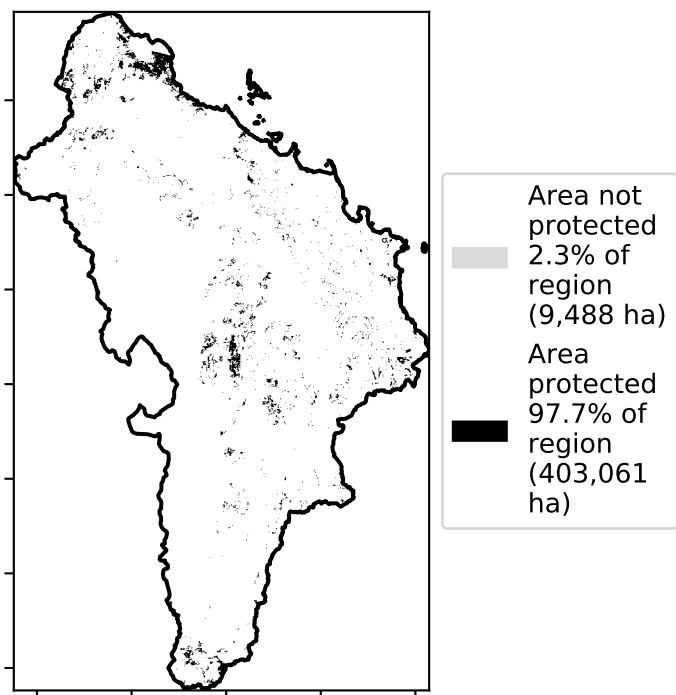 Area not
protected
2.3% of
region
(9,488 ha)
Area
protected
97.7% of
region
(403,061
ha)